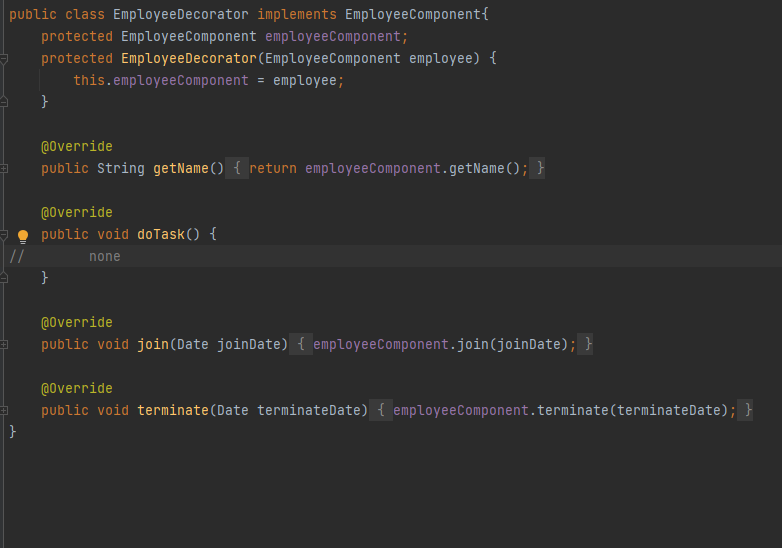 public class EmployeeDecorator implements EmployeeComponent{
    protected EmployeeComponent employeeComponent;
    protected EmployeeDecorator(EmployeeComponent employee) {
        this.employeeComponent = employee;
    }

    @Override
    public String getName() { return employeeComponent.getName(); }

    @Override
    public void doTask() {
//        none
    }

    @Override
    public void join(Date joinDate) { employeeComponent.join(joinDate); }

    @Override
    public void terminate(Date terminateDate) { employeeComponent.terminate(terminateDate); }
}